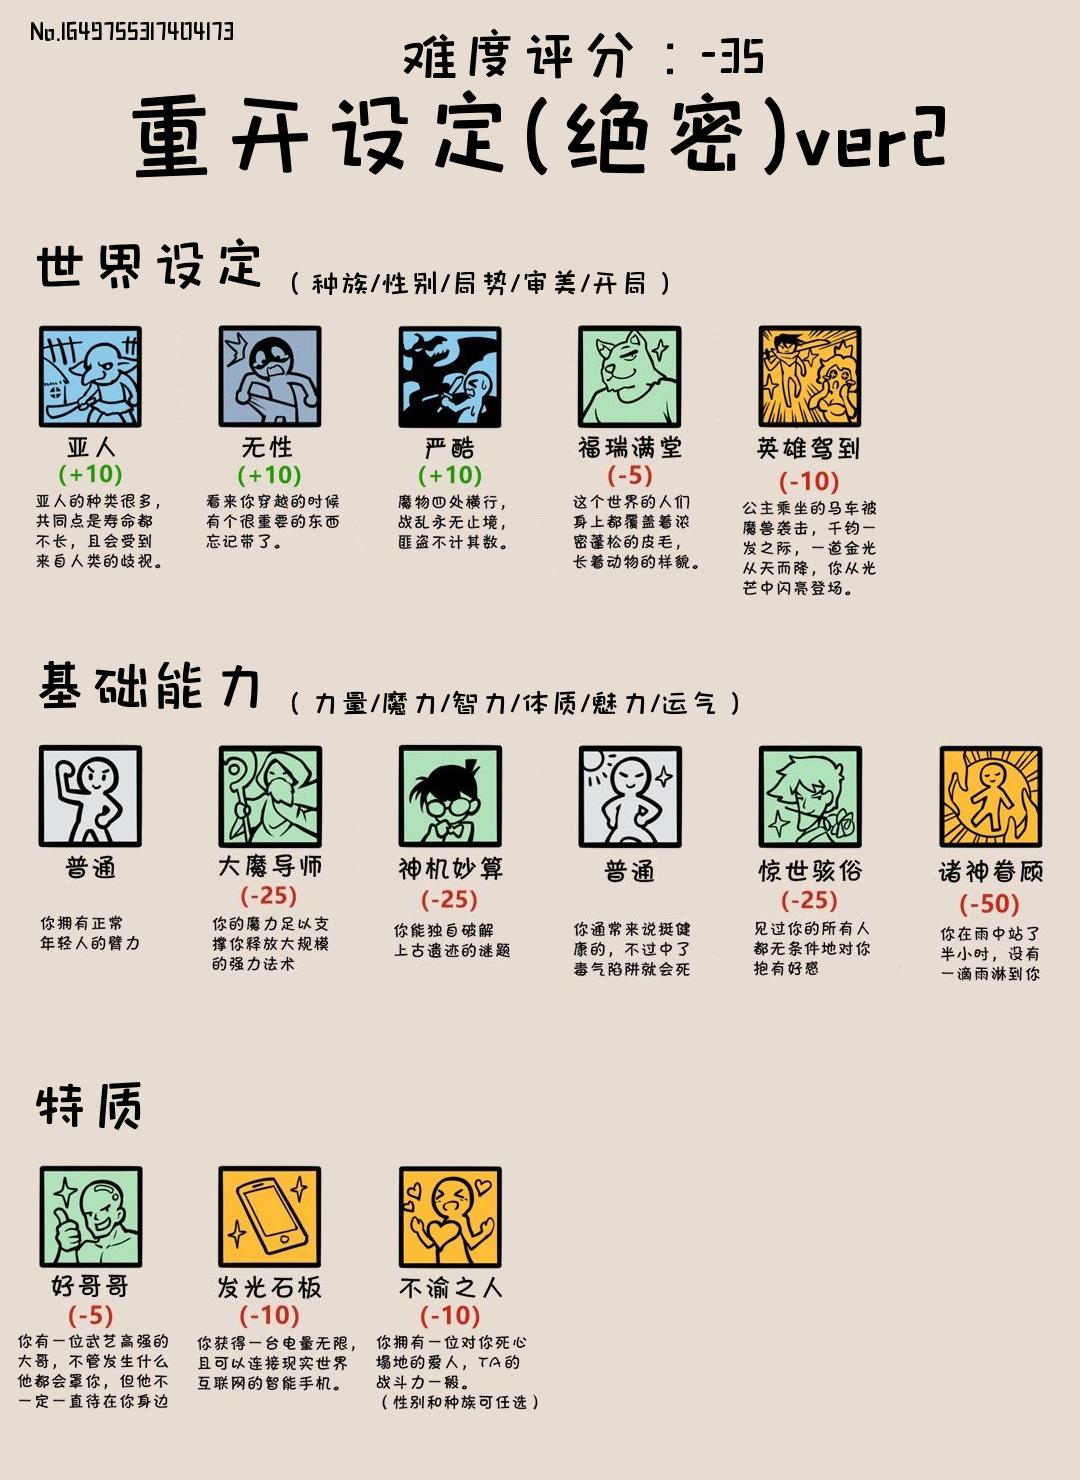 No.1649755317404173
难度评分：-35
重开设定(绝密)ver2
世界设定（种族/性别/局势/审美/开局）
亚人
(+10)
亚人的种类很多，
共同点是寿命都
不长，且会受到
来自人类的歧视。
无性
(+10)
看来你穿越的时候
有个很重要的东西
忘记带了。
严酷
(+10)
魔物四处横行，
战乱永无止境，
匪盗不计其数。
福瑞满堂
(-5)
这个世界的人们
身上都覆盖着浓
密蓬松的皮毛，
长着动物的样貌。
英雄驾到
(-10)
公主乘坐的马车被
魔兽袭击，千钧一
发之际，一道金光
从天而降，你从光
芒中闪亮登场。
基础能力（力量/魔力/智力/体质/魅力/运气）
普通
你拥有正常
年轻人的臂力
大魔导师
(-25)
你的魔力足以支
撑你释放大规模
的强力法术
神机妙算
(-25)
你能独自破解
上古遗迹的谜题
普通
你通常来说挺健
康的，不过中了
毒气陷阱就会死
惊世骇俗
(-25)
见过你的所有人
都无条件地对你
抱有好感
诸神眷顾
(-50)
你在雨中站了
半小时，没有
一滴雨淋到你
特质
好哥哥
(-5)
你有一位武艺高强的
大哥，不管发生什么
他都会罩你，但他不
一定一直待在你身边
发光石板
(-10)
你获得一台电量无限，
且可以连接现实世界
互联网的智能手机。
不渝之人
(-10)
你拥有一位对你死心
塌地的爱人，TA的
战斗力一般。
（性别和种族可任选）